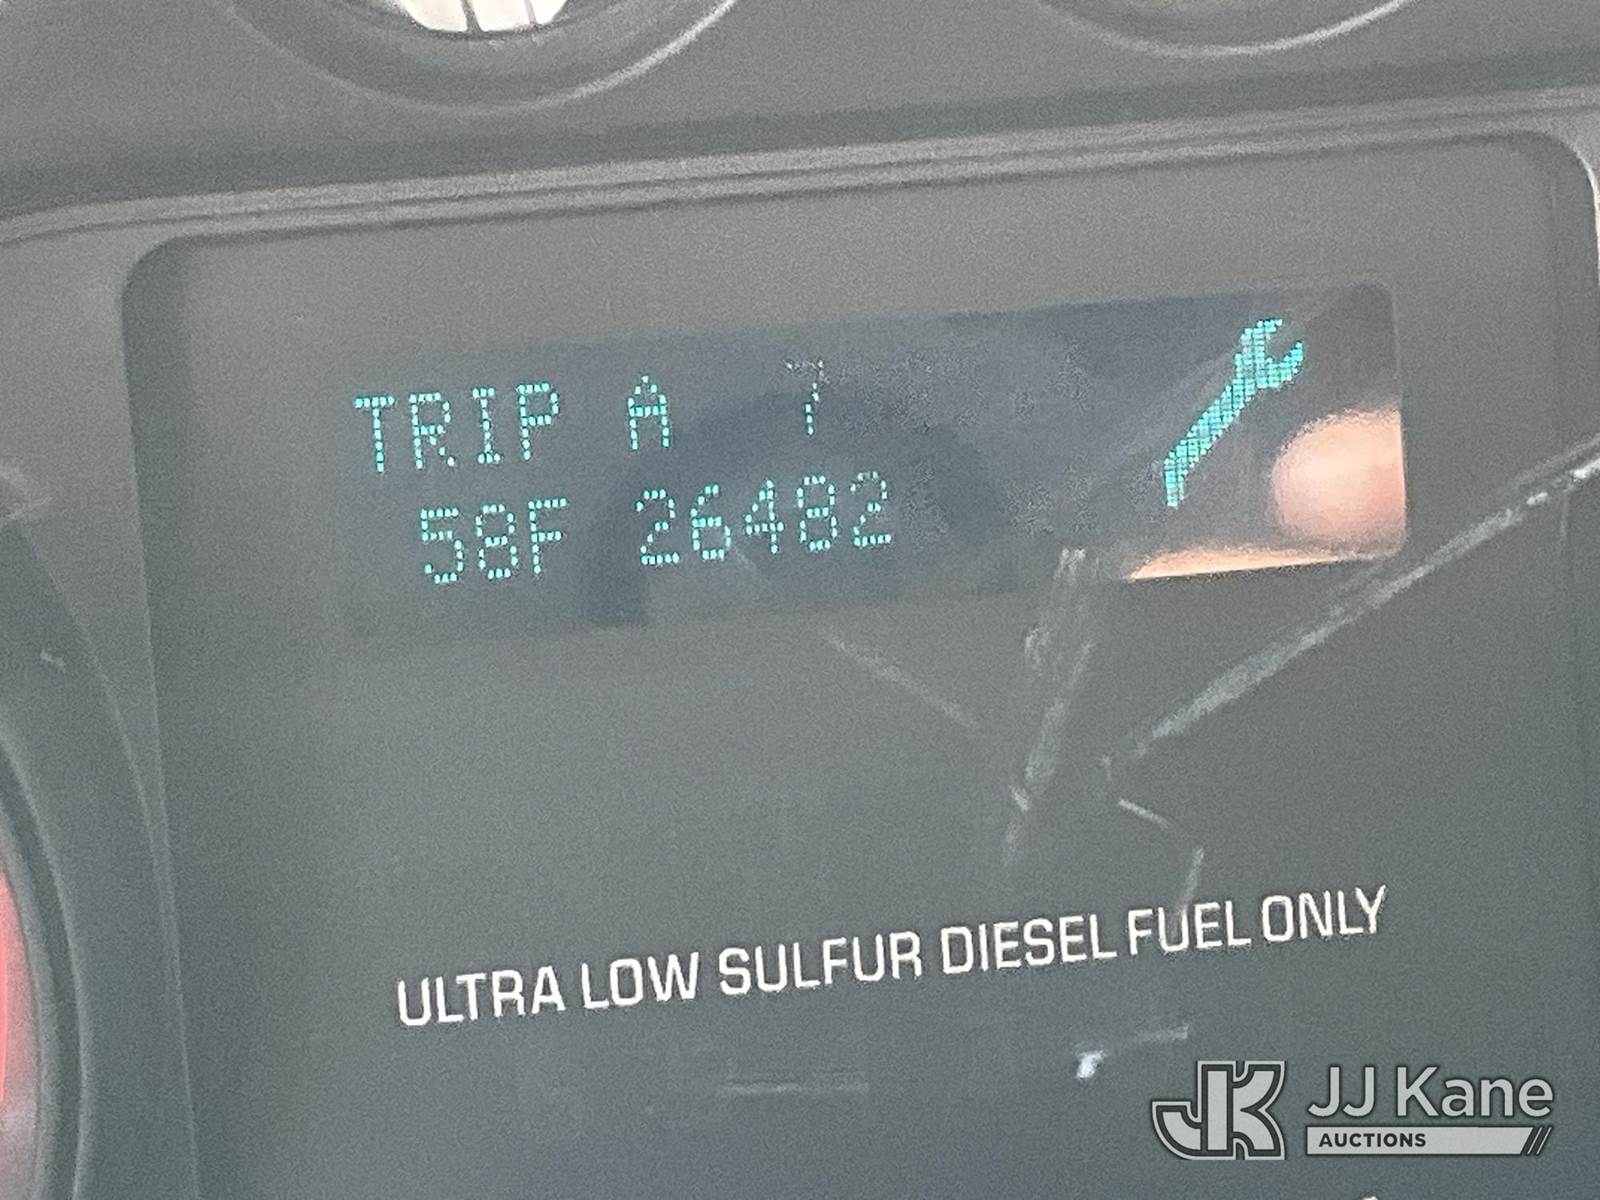 TRIP A 7
58F 26482
ULTRA LOW SULFUR DIESEL FUEL ONLY
JK JJ Kane
AUCTIONS